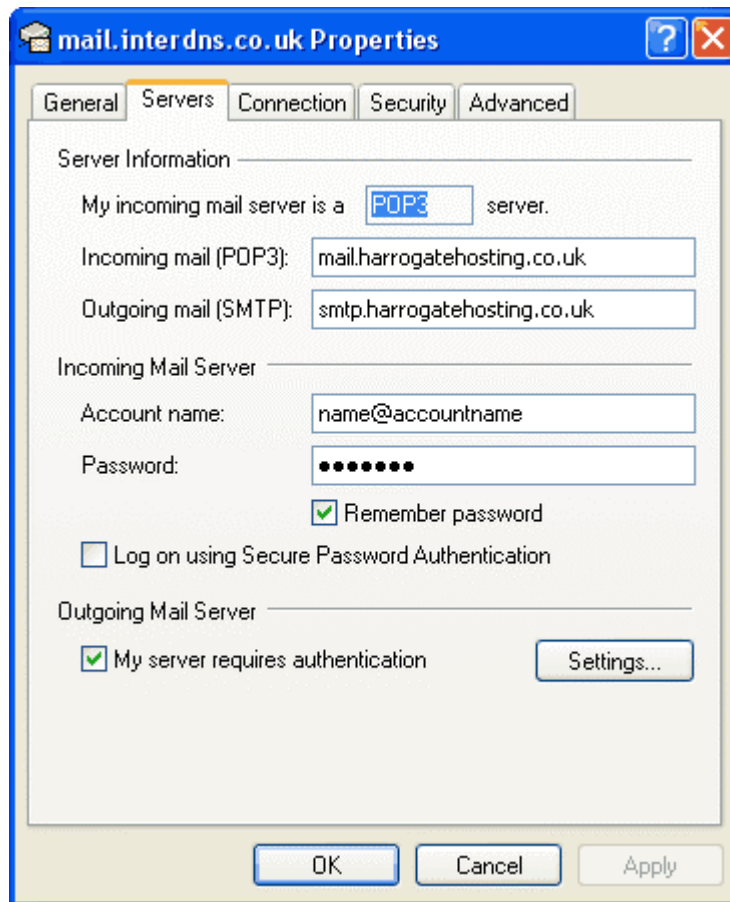 mail.interdns.co.uk Properties
General Servers Connection Security Advanced
Server Information
My incoming mail server is a POP3 server.
Incoming mail (POP3): mail.harrogatehosting.co.uk
Outgoing mail (SMTP): smtp.harrogatehosting.co.uk
Incoming Mail Server
Account name: name@accountname
Password: •••••••
Remember password
Log on using Secure Password Authentication
Outgoing Mail Server
My server requires authentication Settings...
OK Cancel Apply